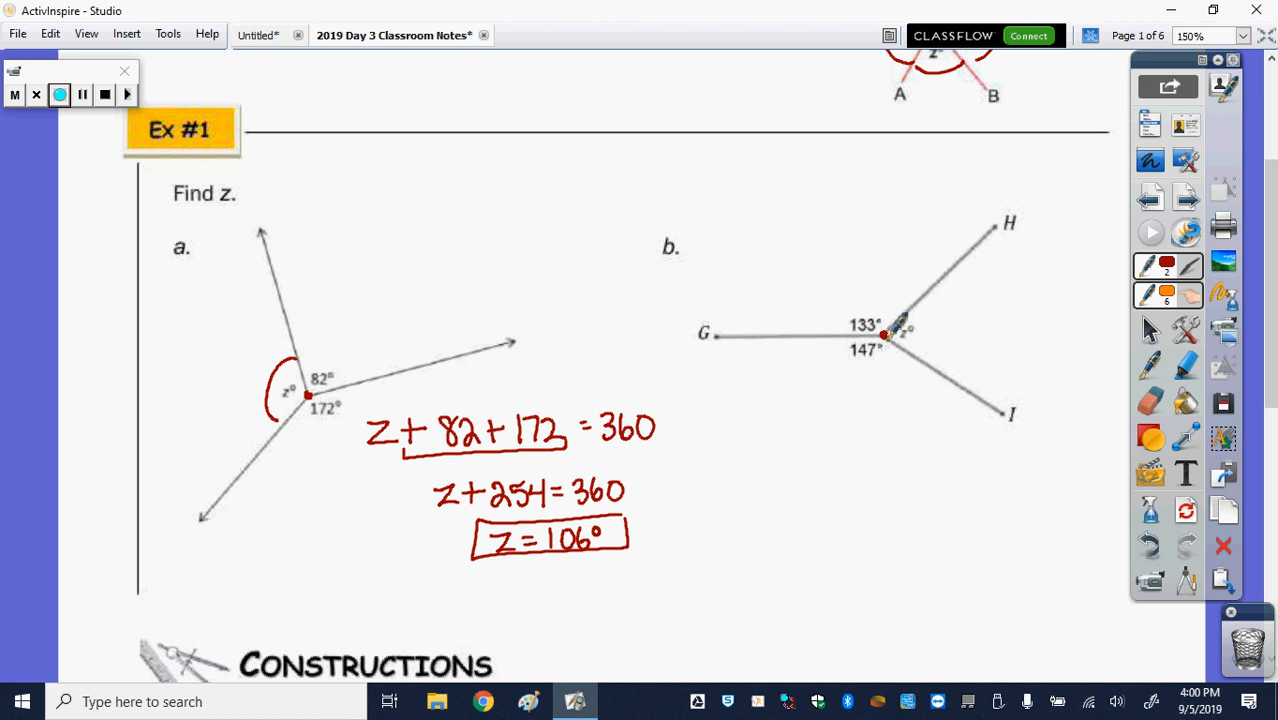 ActivInspire - Studio
File Edit View Insert Tools Help
Untitled*
2019 Day 3 Classroom Notes*
CLASSFLOW Connect
Page 1 of 6
150%
M
z°
A
B
Ex #1
Find z.
a.
82°
z°
172°
z + 82 + 172 = 360
z + 254 = 360
z = 106°
b.
H
G
133°
z°
147°
I
2
6
CONSTRUCTIONS
Type here to search
4:00 PM
9/5/2019